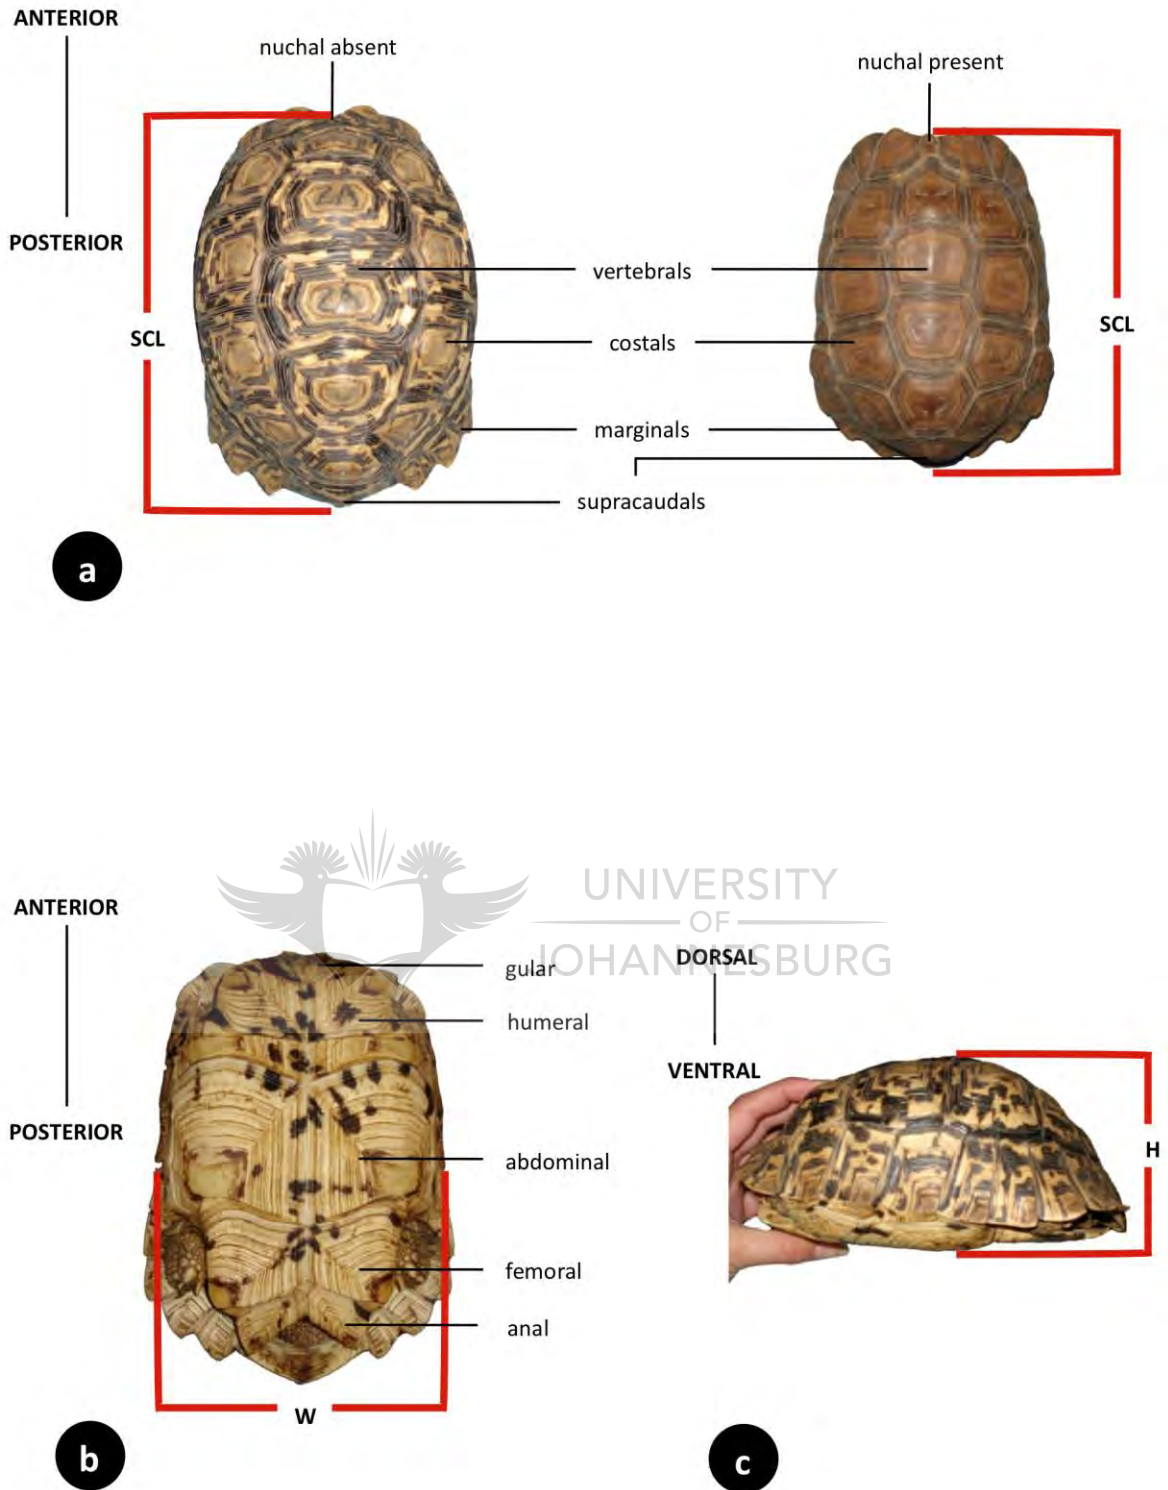 ANTERIOR
nuchal absent
nuchal present
POSTERIOR
vertebrals
SCL
costals
SCL
marginals
supracaudals
a
UNIVERSITY
OF
JOHANNESBURG
ANTERIOR
DORSAL
gular
humeral
VENTRAL
POSTERIOR
H
abdominal
femoral
anal
W
b
c